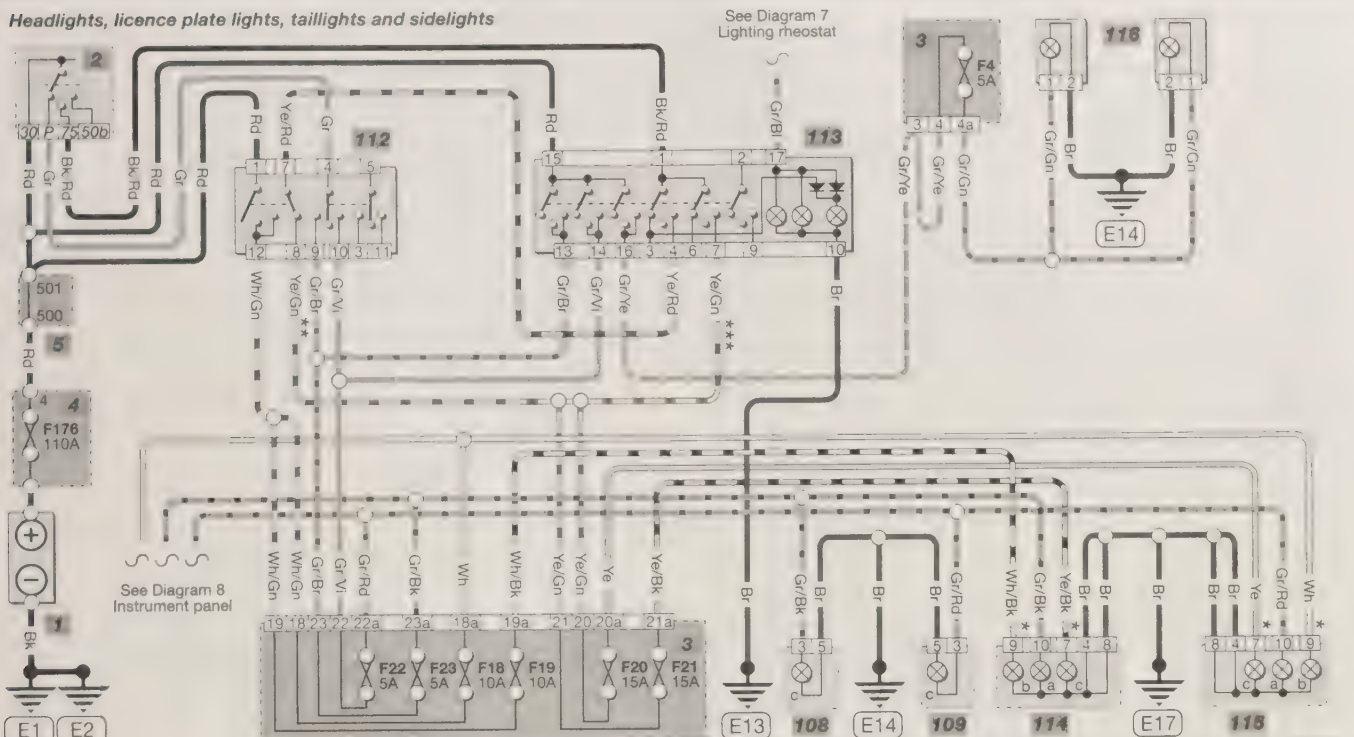 Headlights, licence plate lights, taillights and sidelights
See Diagram 7
Lighting rheostat
2
30 P 75 50b
Rd
Gr
Bk/Rd
Bk/Rd
Rd
Gr
Rd
Rd
Ye/Rd
Gr
112
1 7 4 5
12 8 9 10 3 11
Wh/Gn
Ye/Gn
**
Gr/Br
Gr/Vi
Rd
Bk/Rd
Gr/Bl
113
15 1 2 17
13 14 16 3 4 6 7 9 10
Gr/Br
Gr/Vi
Gr/Ye
Ye/Rd
Ye/Gn
***
Br
3
F4
5A
3 4 4a
Gr/Ye
Gr/Ye
Gr/Gn
116
1 2
2 1
Gr/Gn
Br
Br
Gr/Gn
E14
501
500
5
Rd
4
4
F176
110A
+
−
1
Bk
E1
E2
See Diagram 8
Instrument panel
Wh/Gn
Wh/Gn
Gr/Br
Gr/Vi
Gr/Rd
Gr/Bk
Wh
Wh/Bk
Ye/Gn
Ye/Gn
Ye
Ye/Bk
19 18 23 22 22a 23a 18a 19a 21 20 20a 21a
3
F22
5A
F23
5A
F18
10A
F19
10A
F20
15A
F21
15A
Br
E13
Gr/Bk
Br
3 5
c
108
Br
E14
Br
Gr/Rd
5 3
c
109
Wh/Bk
Gr/Bk
Ye/Bk
Br
Br
* *
9 10 7 4 8
b a c
114
Br
E17
Br
Br
Ye
Gr/Rd
Wh
* *
8 4 7 10 9
c a b
115